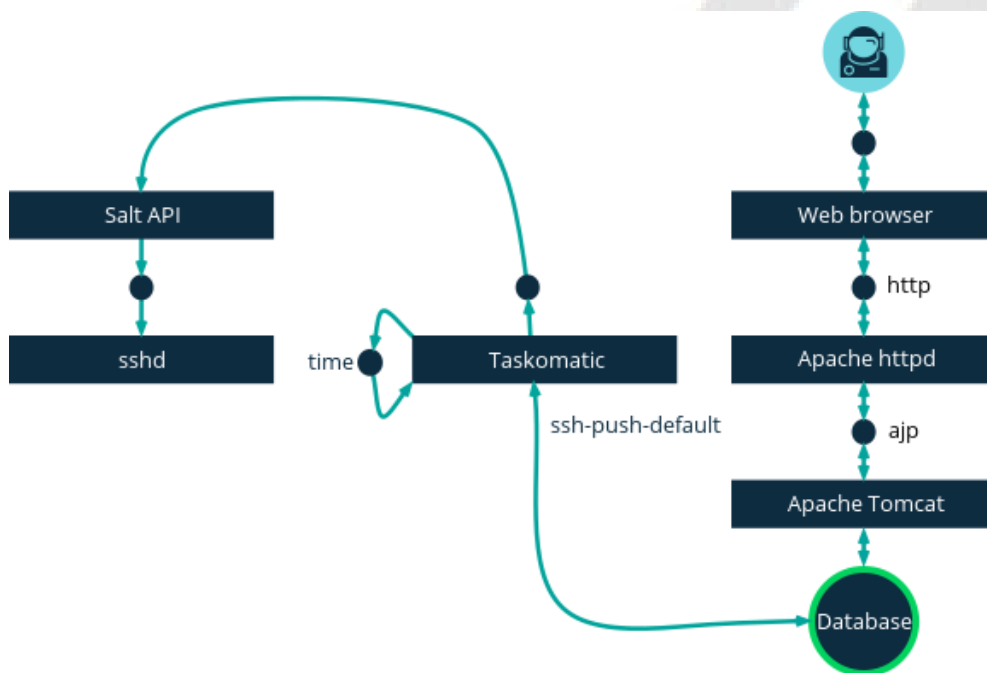 Salt API
Web browser
http
sshd
time
Taskomatic
Apache httpd
ssh-push-default
ajp
Apache Tomcat
Database